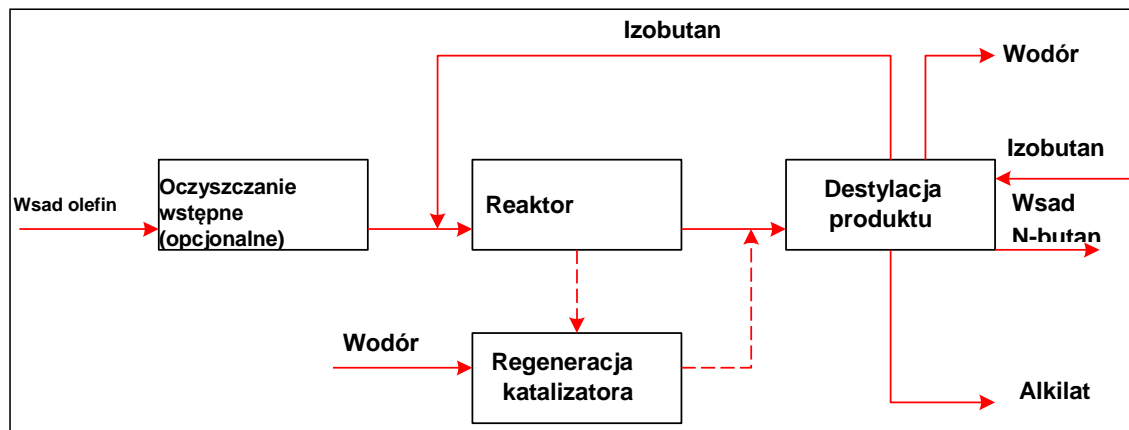 Izobutan
Wodór
Izobutan
Wsad olefin
Oczyszczanie
wstępne
(opcjonalne)
Reaktor
Destylacja
produktu
Wsad
N-butan
Wodór
Regeneracja
katalizatora
Alkilat